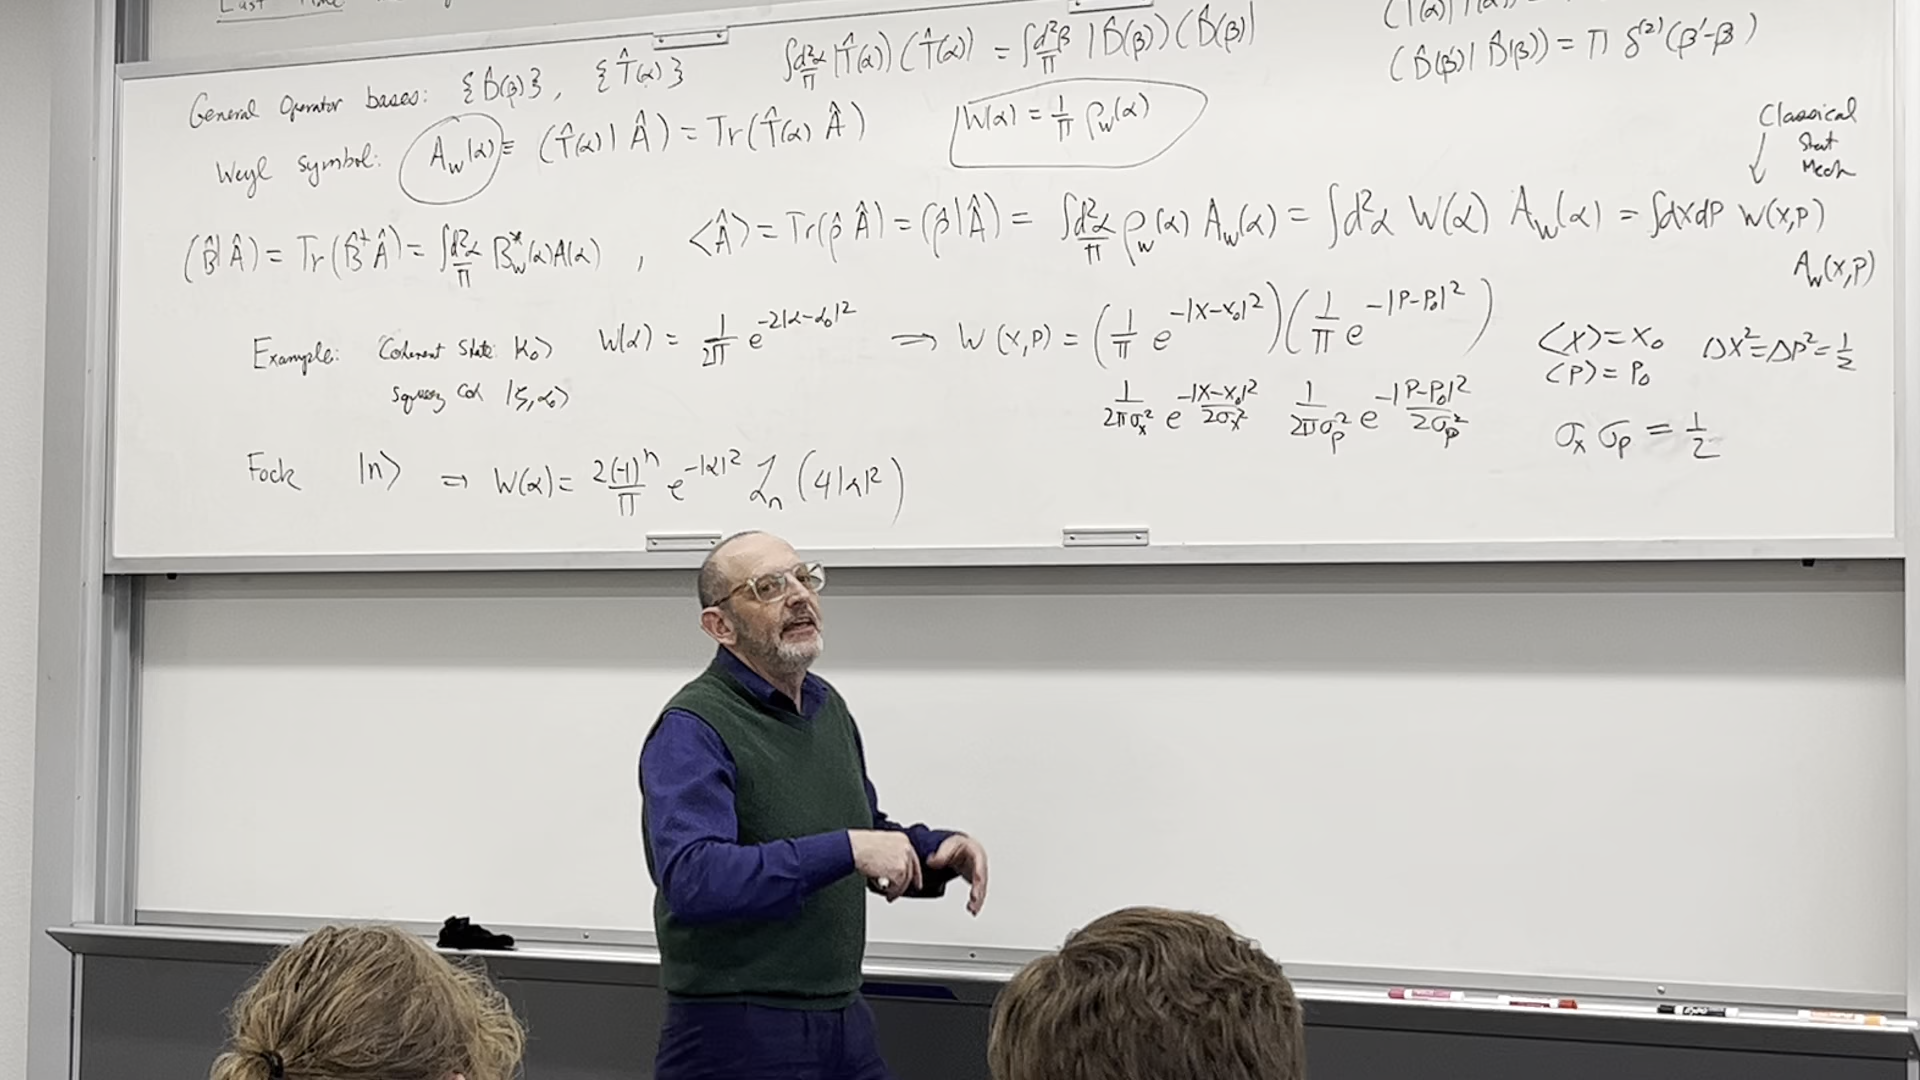 Last Time
General Operator bases: {D̂(β)}, {T̂(α)} ∫d²α/π |T̂(α))(T̂(α)| = ∫d²β/π |D̂(β))(D̂(β)|
(D̂(β')|D̂(β)) = π δ⁽²⁾(β'-β)
Weyl symbol: A_w(α) ≡ (T̂(α)|Â) = Tr(T̂(α) Â) W(α) = 1/π ρ_w(α)
Classical
Stat
Mech
(B̂|Â) = Tr(B̂†Â) = ∫d²α/π B_w*(α)A(α) , <Â> = Tr(ρ̂ Â) = (ρ̂|Â) = ∫d²α/π ρ_w(α) A_w(α) = ∫d²α W(α) A_w(α) = ∫dXdP W(X,P)
A_w(X,P)
Example: Coherent State: |α₀> W(α) = 1/2π e^(-2|α-α₀|²) ⇒ W(X,P) = (1/π e^(-|X-X₀|²))(1/π e^(-|P-P₀|²)) <X> = X₀ ΔX²=ΔP²=1/2
<P> = P₀
|ζ,α₀> 1/2πσ_x² e^(-|X-X₀|²/2σ_x²) 1/2πσ_p² e^(-|P-P₀|²/2σ_p²)
σ_x σ_p = 1/2
Fock |n> ⇒ W(α) = 2(-1)ⁿ/π e^(-|α|²) L_n (4|α|²)